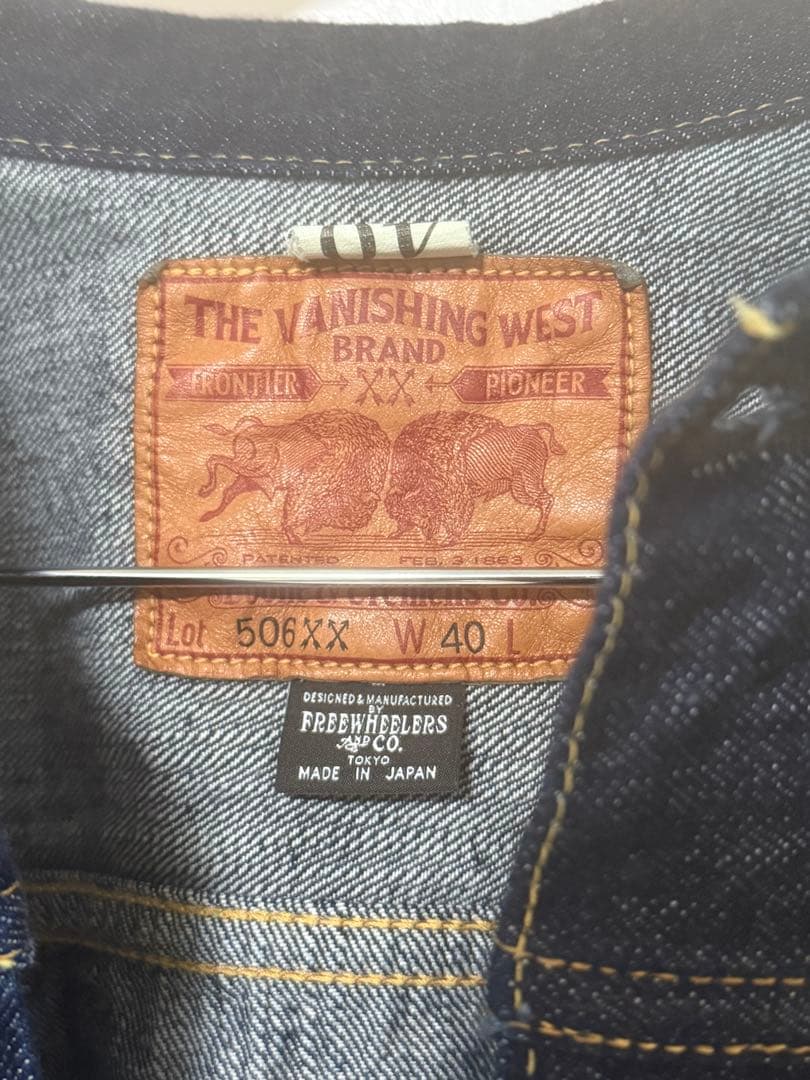 40
THE VANISHING WEST
BRAND
FRONTIER XX PIONEER
PATENTED FEB, 3 1863
Lot 506XX W 40 L
DESIGNED & MANUFACTURED
BY
FREEWHEELERS
AND CO.
TOKYO
MADE IN JAPAN